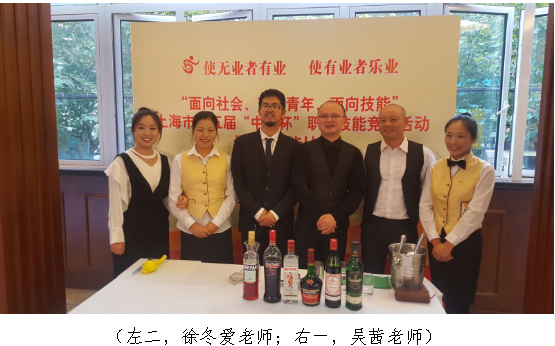 使无业者有业 使有业者乐业
“面向社会、 青年、面向技能”
上海市 届“中 杯”职 技能竞 活动
（左二，徐冬爱老师；右一，吴茜老师）